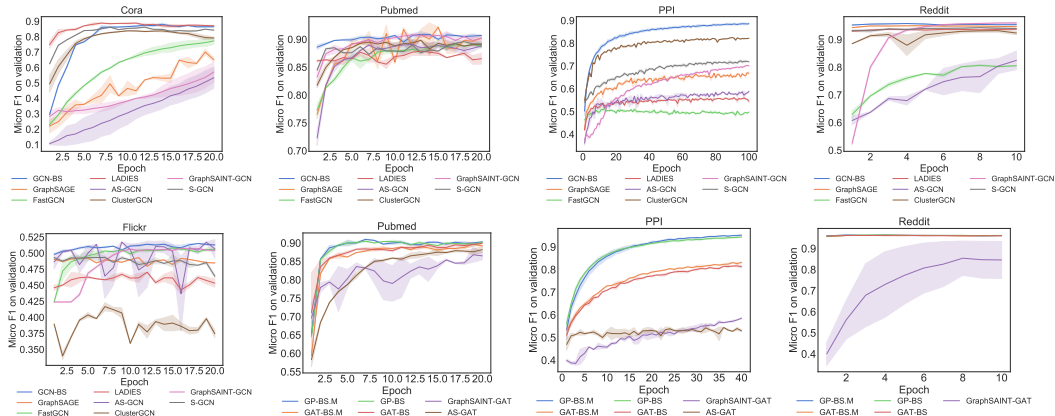 Cora
Micro F1 on validation
0.9
0.8
0.7
0.6
0.5
0.4
0.3
0.2
0.1
2.5 5.0 7.5 10.0 12.5 15.0 17.5 20.0
Epoch
GCN-BS LADIES GraphSAINT-GCN
GraphSAGE AS-GCN S-GCN
FastGCN ClusterGCN
Pubmed
Micro F1 on validation
0.90
0.85
0.80
0.75
0.70
2.5 5.0 7.5 10.0 12.5 15.0 17.5 20.0
Epoch
GCN-BS LADIES GraphSAINT-GCN
GraphSAGE AS-GCN S-GCN
FastGCN ClusterGCN
PPI
Micro F1 on validation
0.9
0.8
0.7
0.6
0.5
0.4
0 20 40 60 80 100
Epoch
GCN-BS LADIES GraphSAINT-GCN
GraphSAGE AS-GCN S-GCN
FastGCN ClusterGCN
Reddit
Micro F1 on validation
0.9
0.8
0.7
0.6
0.5
2 4 6 8 10
Epoch
GCN-BS LADIES GraphSAINT-GCN
GraphSAGE AS-GCN S-GCN
FastGCN ClusterGCN
Flickr
Micro F1 on validation
0.525
0.500
0.475
0.450
0.425
0.400
0.375
0.350
2.5 5.0 7.5 10.0 12.5 15.0 17.5 20.0
Epoch
GCN-BS LADIES GraphSAINT-GCN
GraphSAGE AS-GCN S-GCN
FastGCN ClusterGCN
Pubmed
Micro F1 on validation
0.90
0.85
0.80
0.75
0.70
0.65
0.60
0.55
2.5 5.0 7.5 10.0 12.5 15.0 17.5 20.0
Epoch
GP-BS.M GP-BS GraphSAINT-GAT
GAT-BS.M GAT-BS AS-GAT
PPI
Micro F1 on validation
0.9
0.8
0.7
0.6
0.5
0.4
0 5 10 15 20 25 30 35 40
Epoch
GP-BS.M GP-BS GraphSAINT-GAT
GAT-BS.M GAT-BS AS-GAT
Reddit
Micro F1 on validation
0.9
0.8
0.7
0.6
0.5
0.4
2 4 6 8 10
Epoch
GP-BS.M GP-BS GraphSAINT-GAT
GAT-BS.M GAT-BS